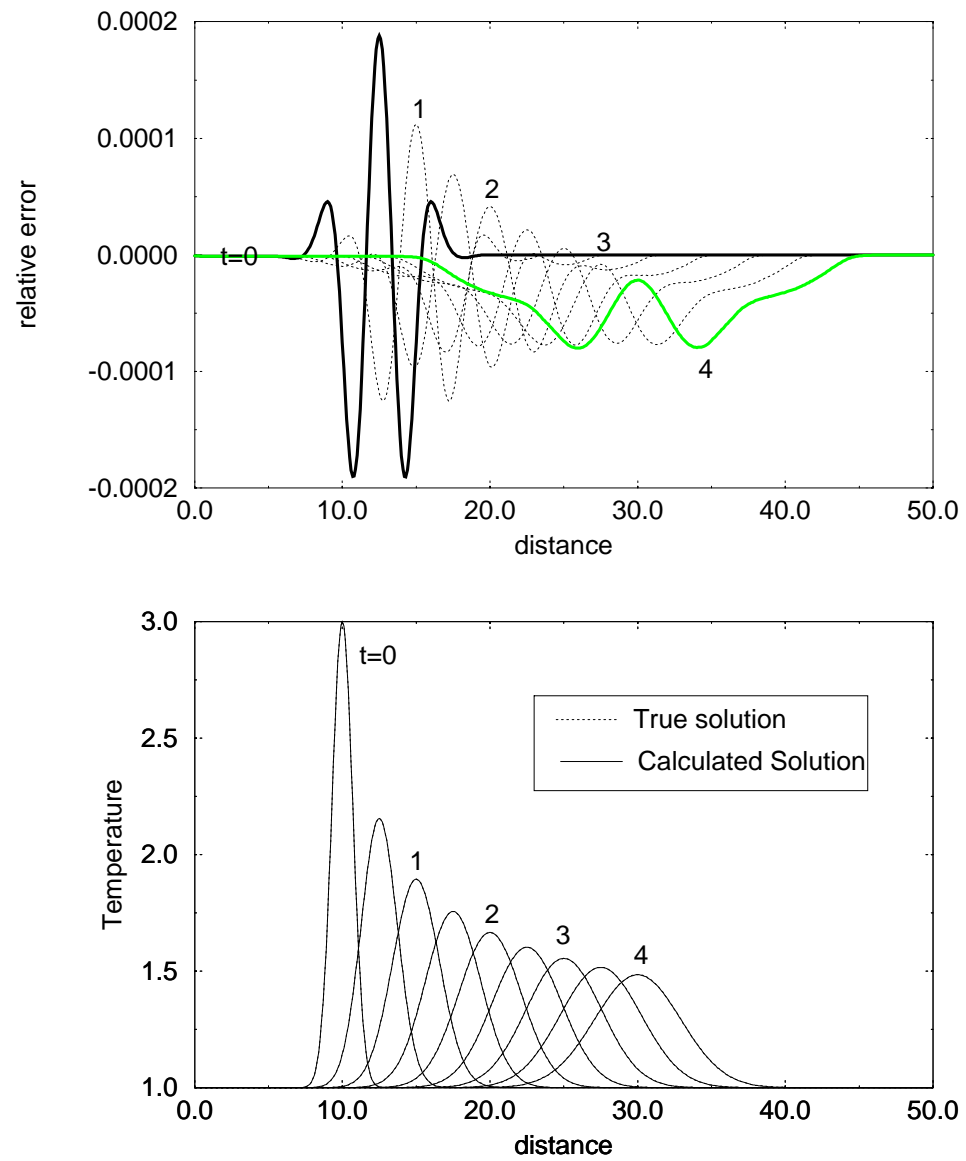 0.0002
0.0001
0.0000
-0.0001
-0.0002
relative error
t=0
1
2
3
4
0.0 10.0 20.0 30.0 40.0 50.0
distance
3.0
2.5
2.0
1.5
1.0
Temperature
t=0
1
2
3
4
True solution
Calculated Solution
0.0 10.0 20.0 30.0 40.0 50.0
distance